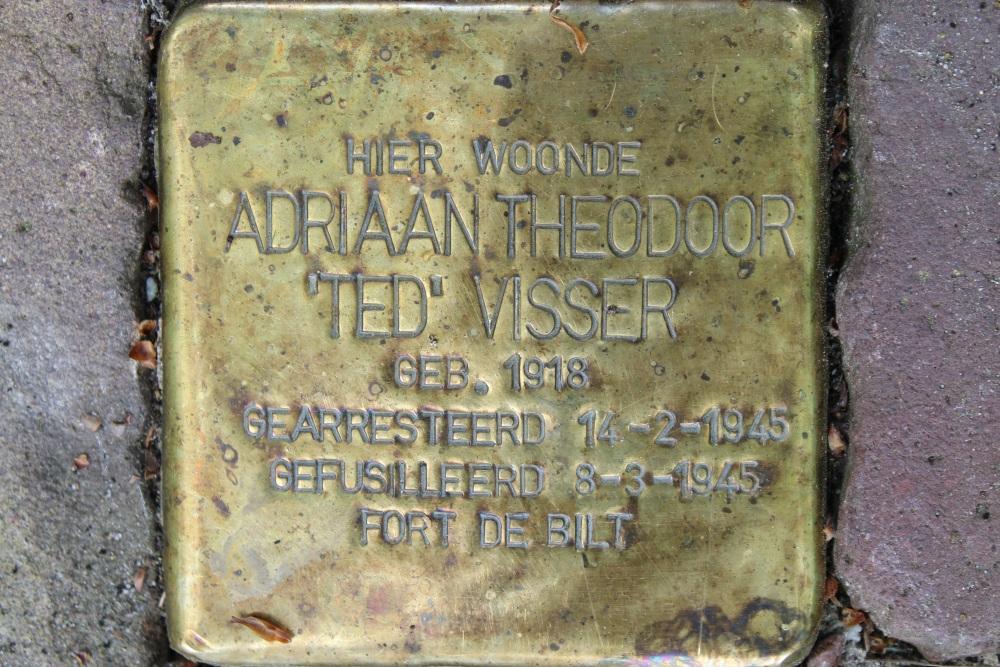 HIER WOONDE
ADRIAAN THEODOOR
'TED' VISSER
GEB. 1918
GEARRESTEERD 14-2-1945
GEFUSILLEERD 8-3-1945
FORT DE BILT